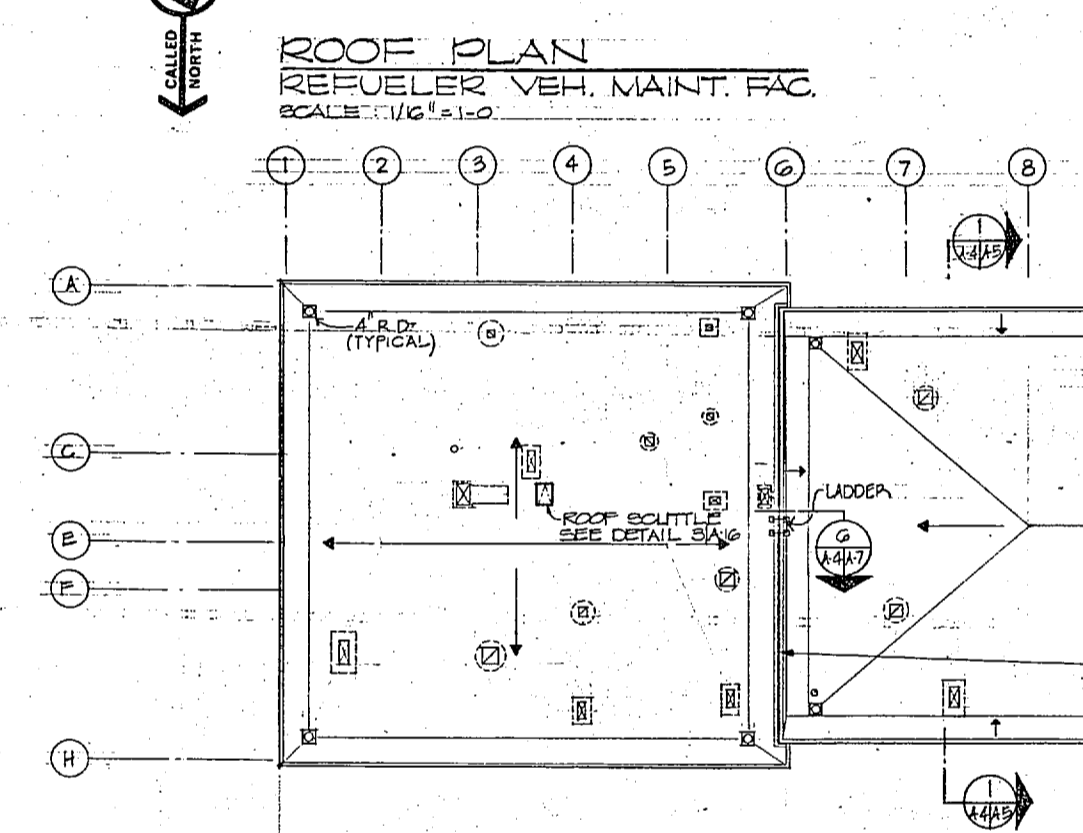 CALLED
NORTH
ROOF PLAN
REFUELER VEH. MAINT. FAC.
SCALE 1/16" = 1-0
1 2 3 4 5 6 7 8
A
1
A-4 A-5
4" R.D.
(TYPICAL)
C
LADDER
ROOF SCUTTLE
SEE DETAIL 3/A-16
E
6
A-4 A-7
F
H
1
A-4 A-5